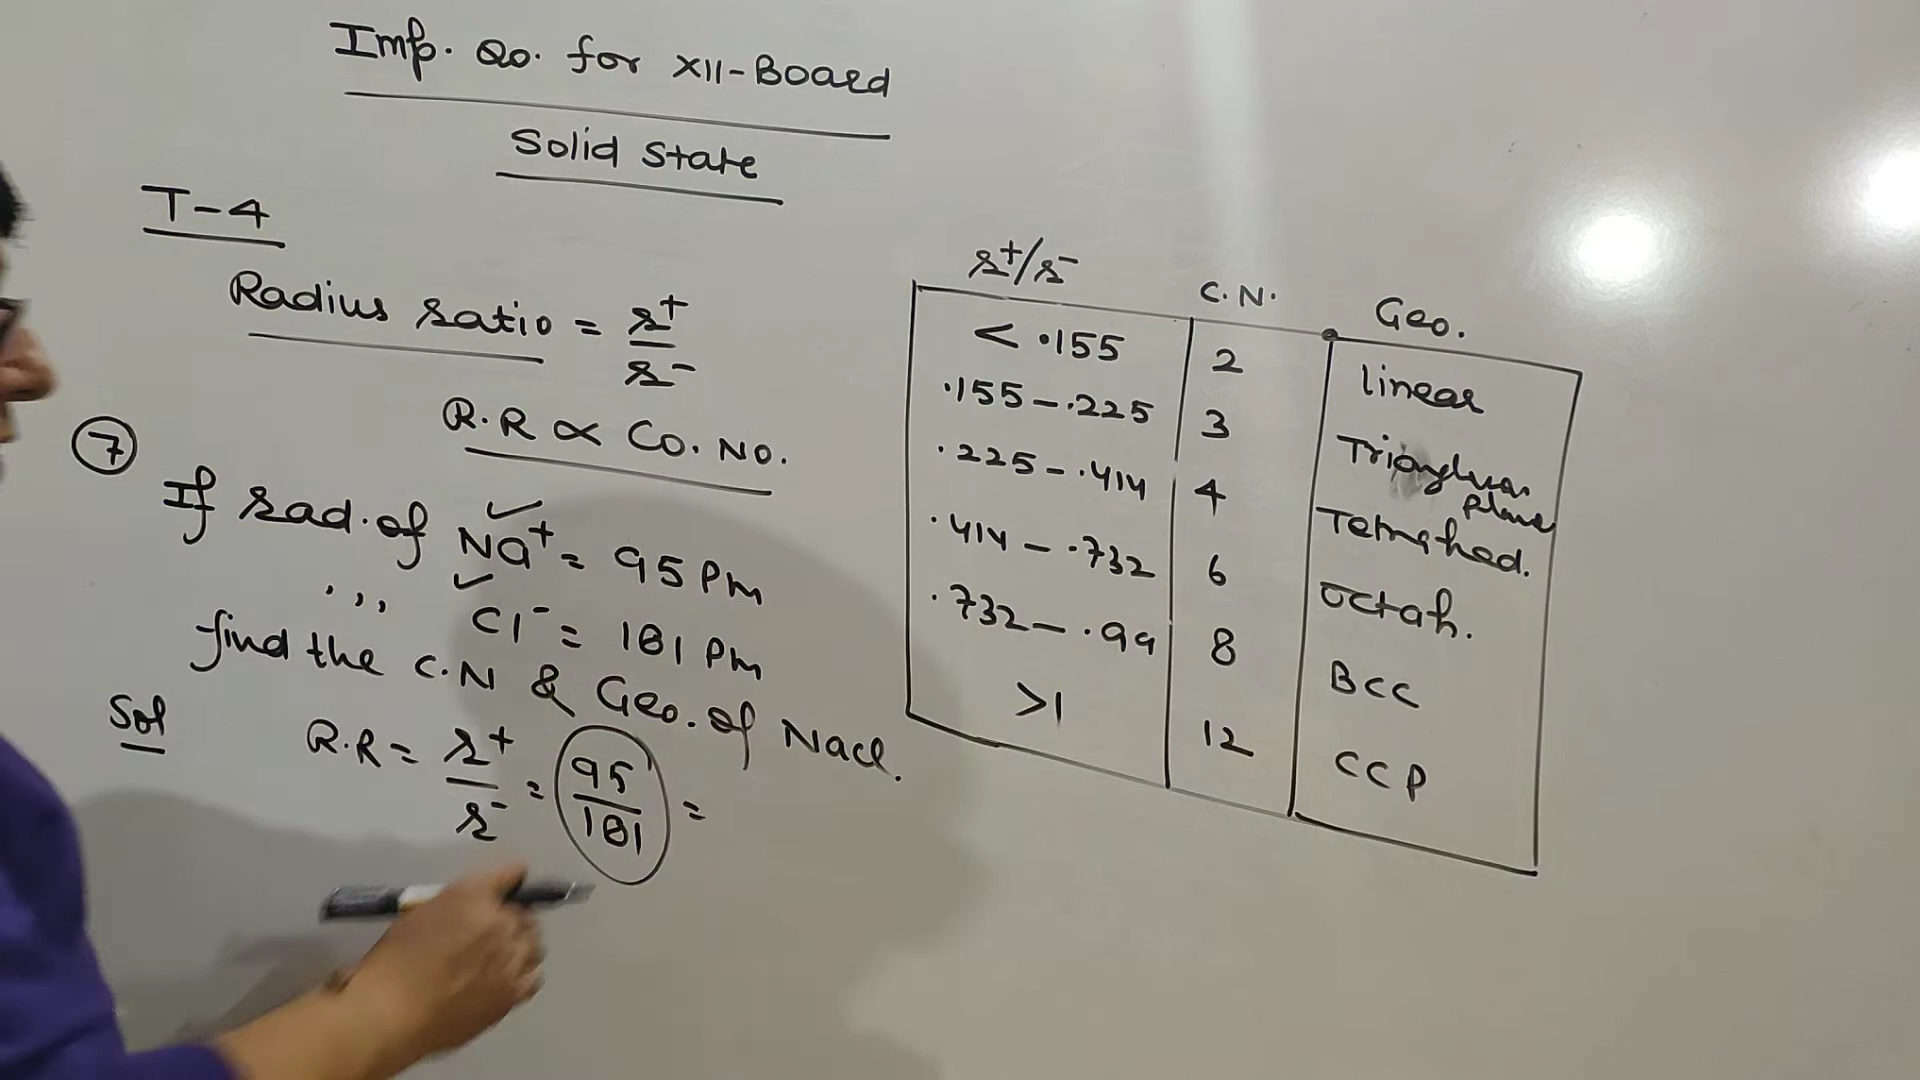 Imp. Qo. for XII-Board
Solid State
T-4
Radius ratio = r+/r-
R.R ∝ Co. No.
7
If rad. of Na+ = 95 Pm
,,, Cl- = 181 Pm
find the C.N & Geo. of Nacl.
Sol
R.R = r+/r- = 95/181 =
r+/r- C.N. Geo.
< .155 2 linear
.155 - .225 3 Triangluar Plane
.225 - .414 4 Tetrahed.
.414 - .732 6 Octah.
.732 - .99 8 BCC
>1 12 CCP